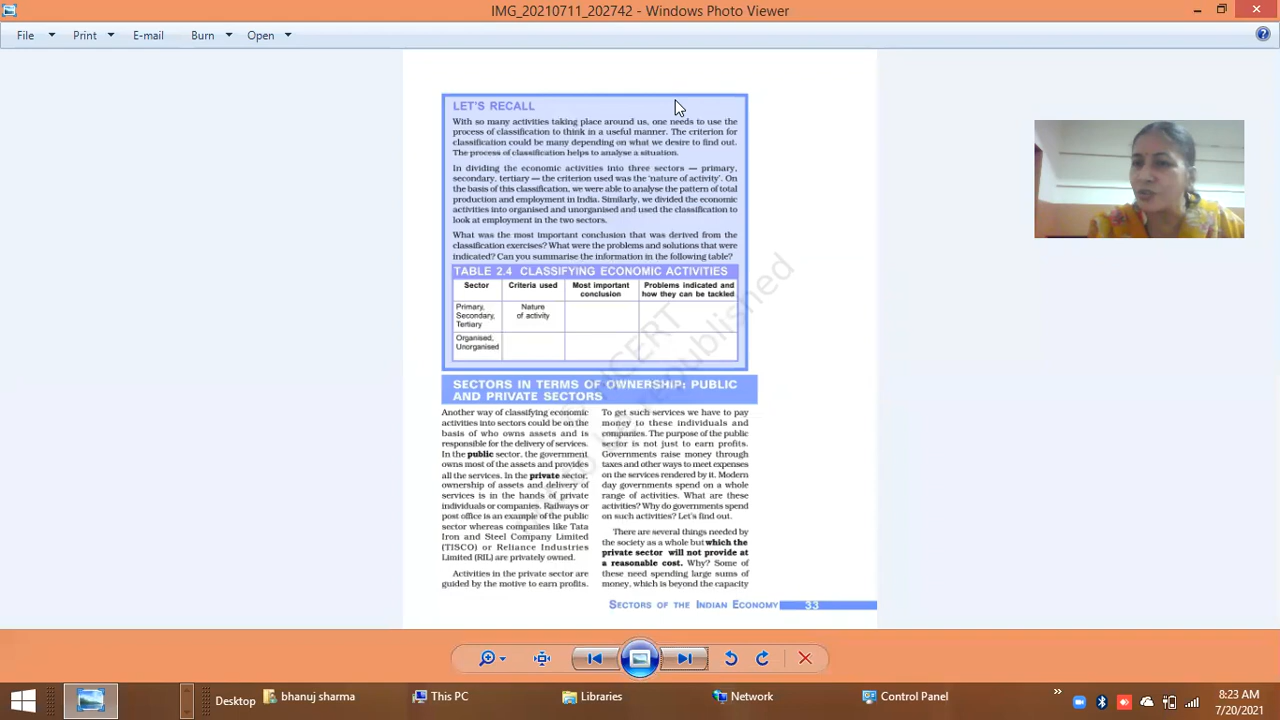 IMG_20210711_202742 - Windows Photo Viewer
File Print E-mail Burn Open
LET'S RECALL
With so many activities taking place around us, one needs to use the
process of classification to think in a useful manner. The criterion for
classification could be many depending on what we desire to find out.
The process of classification helps to analyse a situation.
In dividing the economic activities into three sectors — primary,
secondary, tertiary — the criterion used was the 'nature of activity'. On
the basis of this classification, we were able to analyse the pattern of total
production and employment in India. Similarly, we divided the economic
activities into organised and unorganised and used the classification to
look at employment in the two sectors.
What was the most important conclusion that was derived from the
classification exercises? What were the problems and solutions that were
indicated? Can you summarise the information in the following table?
TABLE 2.4 CLASSIFYING ECONOMIC ACTIVITIES
Sector Criteria used Most important Problems indicated and
conclusion how they can be tackled
Primary, Nature
Secondary, of activity
Tertiary
Organised,
Unorganised
SECTORS IN TERMS OF OWNERSHIP: PUBLIC
AND PRIVATE SECTORS
Another way of classifying economic
activities into sectors could be on the
basis of who owns assets and is
responsible for the delivery of services.
In the public sector, the government
owns most of the assets and provides
all the services. In the private sector,
ownership of assets and delivery of
services is in the hands of private
individuals or companies. Railways or
post office is an example of the public
sector whereas companies like Tata
Iron and Steel Company Limited
(TISCO) or Reliance Industries
Limited (RIL) are privately owned.
Activities in the private sector are
guided by the motive to earn profits.
To get such services we have to pay
money to these individuals and
companies. The purpose of the public
sector is not just to earn profits.
Governments raise money through
taxes and other ways to meet expenses
on the services rendered by it. Modern
day governments spend on a whole
range of activities. What are these
activities? Why do governments spend
on such activities? Let's find out.
There are several things needed by
the society as a whole but which the
private sector will not provide at
a reasonable cost. Why? Some of
these need spending large sums of
money, which is beyond the capacity
SECTORS OF THE INDIAN ECONOMY 33
NCERT
republished
Desktop bhanuj sharma This PC Libraries Network Control Panel
8:23 AM
7/20/2021